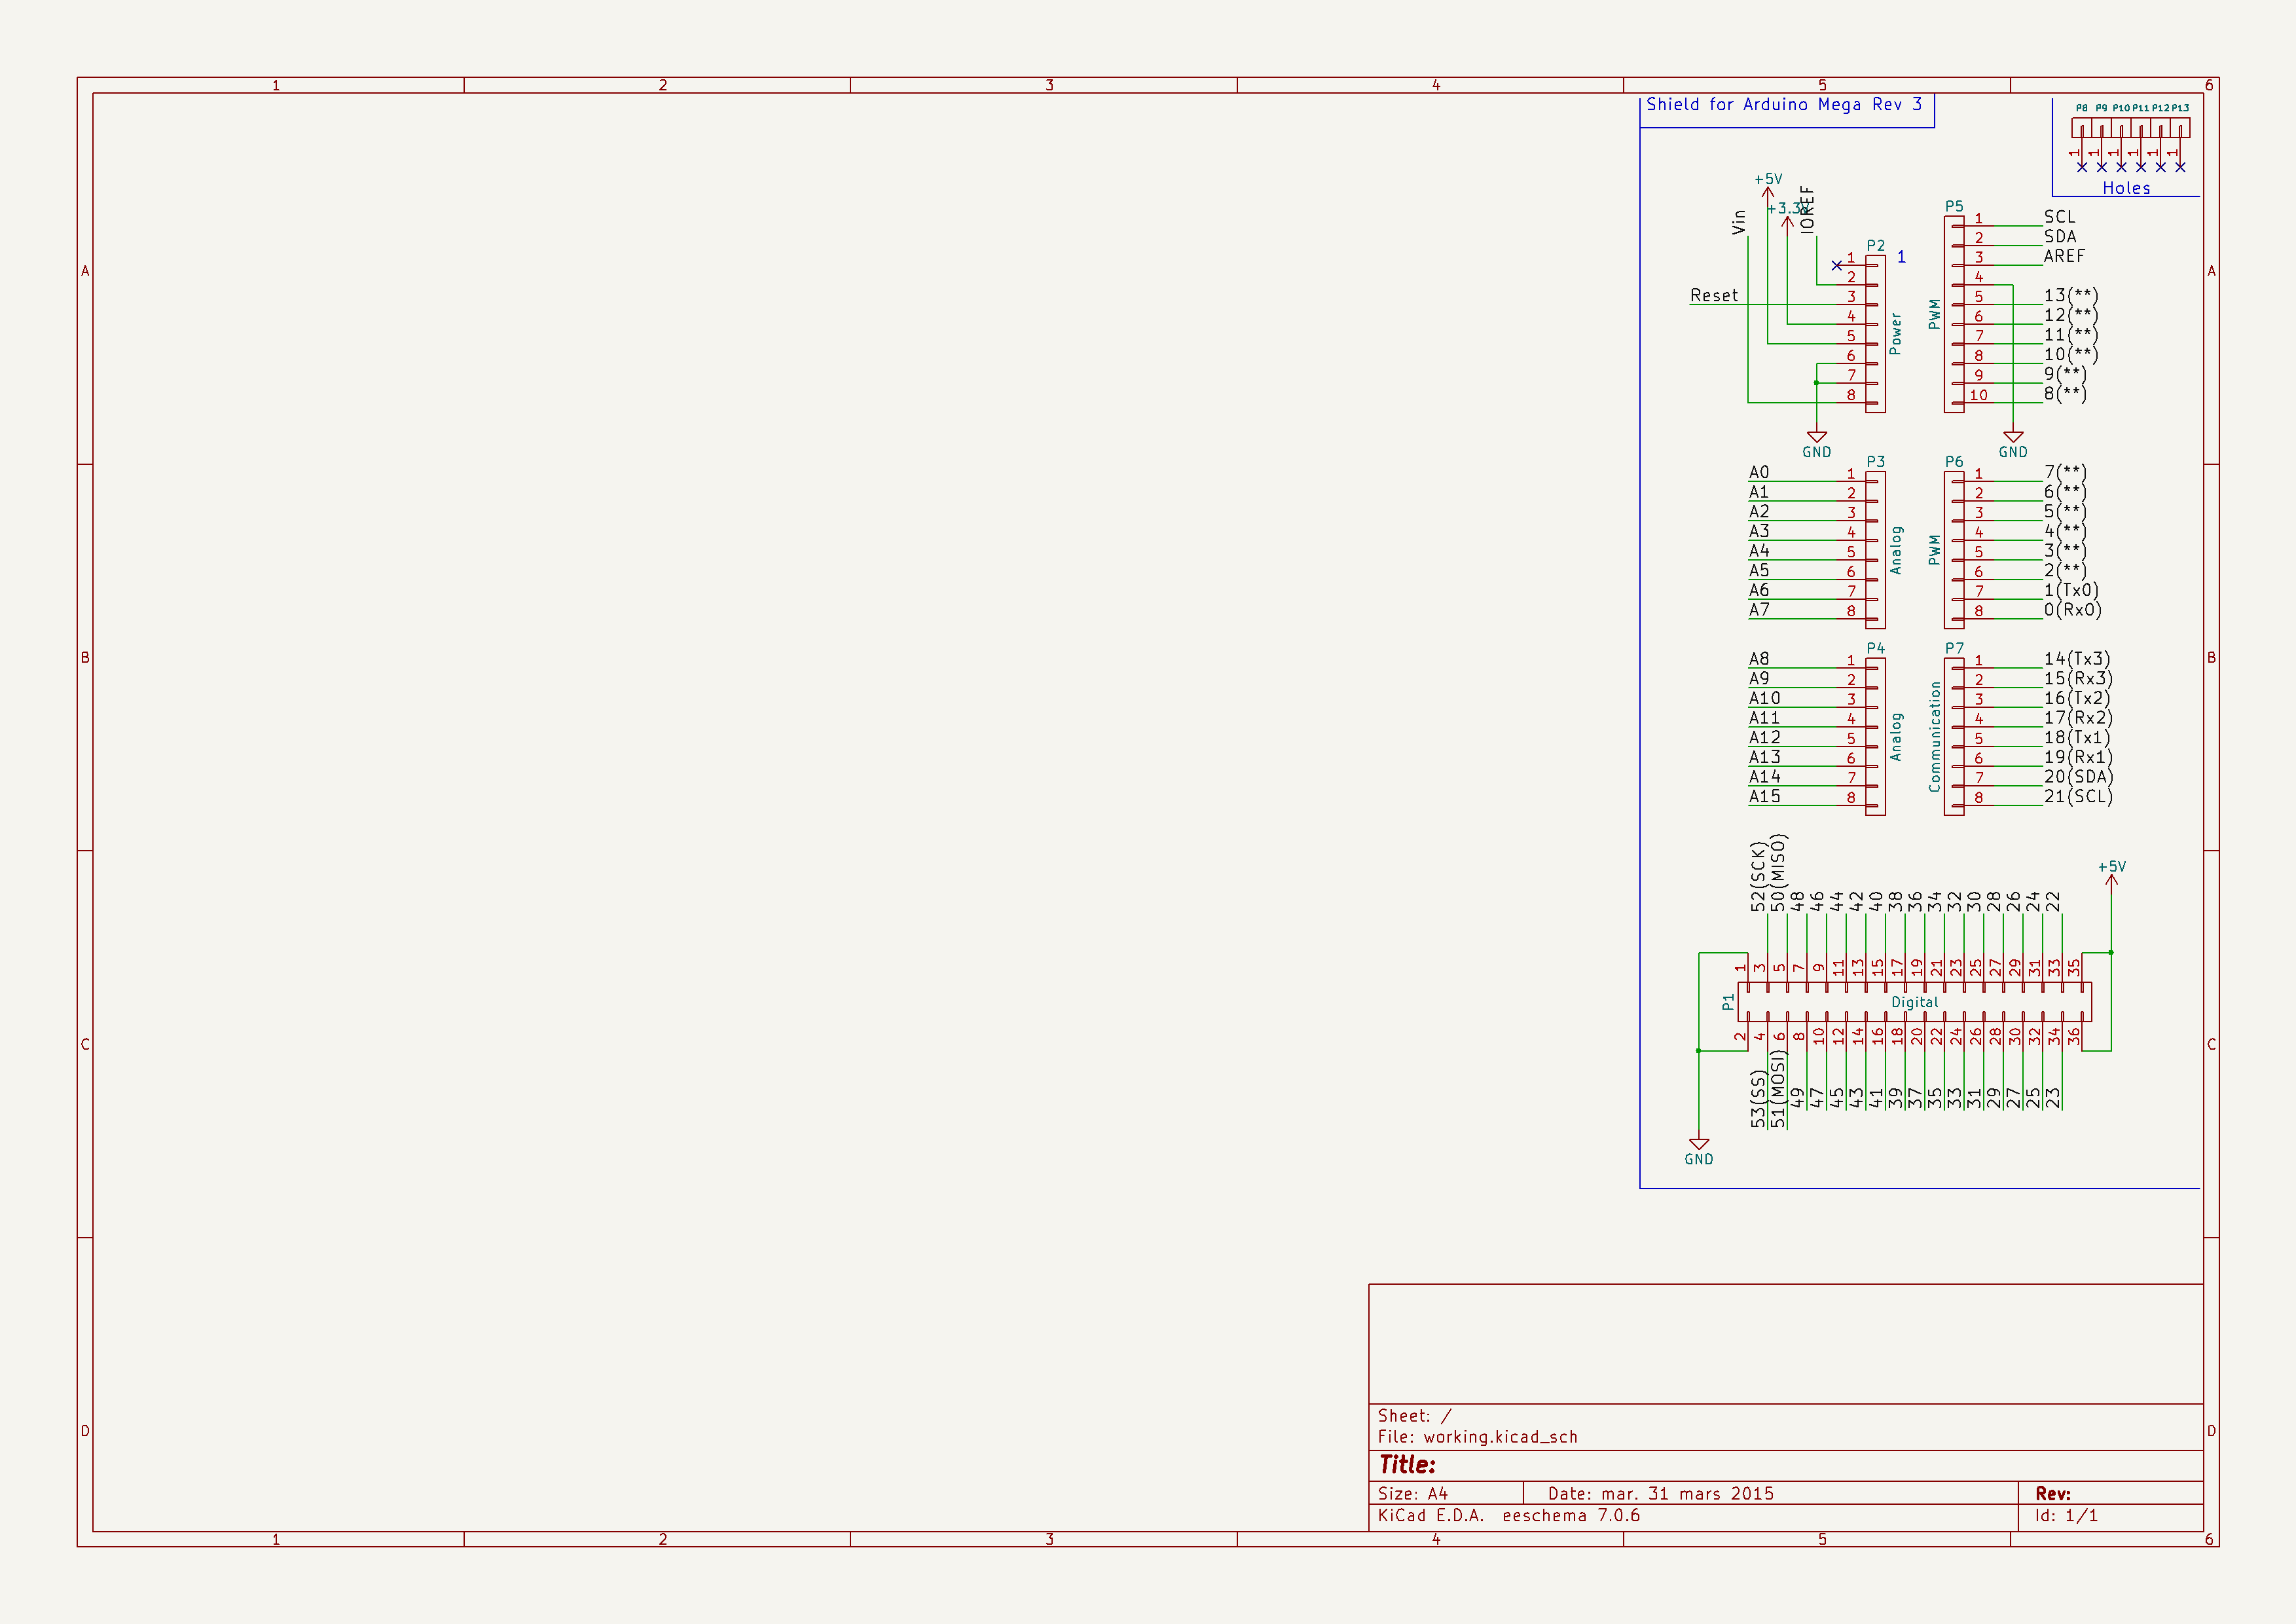 1 2 3 4 5 6
Shield for Arduino Mega Rev 3
P8 P9 P10 P11 P12 P13
1 1 1 1 1 1
Holes
A A
+5V
+3.3V
Vin
IOREF
Reset
P2
1
1
2
3
4
5
6
7
8
Power
GND
P5
PWM
1 SCL
2 SDA
3 AREF
4
5 13(**)
6 12(**)
7 11(**)
8 10(**)
9 9(**)
10 8(**)
GND
P3
A0 1
A1 2
A2 3
A3 4
A4 5
A5 6
A6 7
A7 8
Analog
P6
PWM
1 7(**)
2 6(**)
3 5(**)
4 4(**)
5 3(**)
6 2(**)
7 1(Tx0)
8 0(Rx0)
B B
P4
A8 1
A9 2
A10 3
A11 4
A12 5
A13 6
A14 7
A15 8
Analog
P7
Communication
1 14(Tx3)
2 15(Rx3)
3 16(Tx2)
4 17(Rx2)
5 18(Tx1)
6 19(Rx1)
7 20(SDA)
8 21(SCL)
+5V
52(SCK) 50(MISO) 48 46 44 42 40 38 36 34 32 30 28 26 24 22
1 3 5 7 9 11 13 15 17 19 21 23 25 27 29 31 33 35
P1
Digital
2 4 6 8 10 12 14 16 18 20 22 24 26 28 30 32 34 36
53(SS) 51(MOSI) 49 47 45 43 41 39 37 35 33 31 29 27 25 23
GND
C C
D D
Sheet: /
File: working.kicad_sch
Title:
Size: A4 Date: mar. 31 mars 2015 Rev:
KiCad E.D.A. eeschema 7.0.6 Id: 1/1
1 2 3 4 5 6